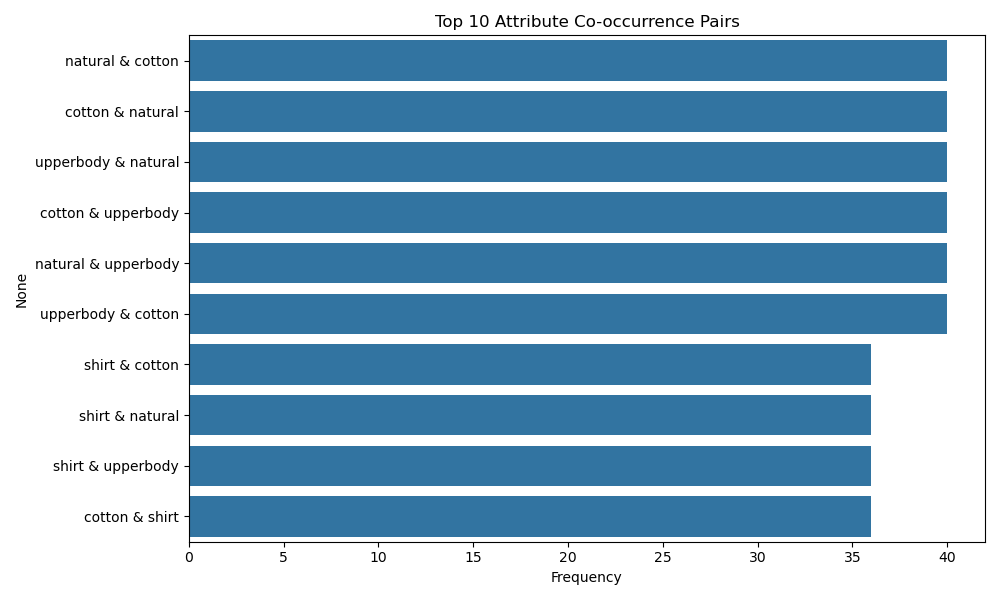 Top 10 Attribute Co-occurrence Pairs
None
natural & cotton
cotton & natural
upperbody & natural
cotton & upperbody
natural & upperbody
upperbody & cotton
shirt & cotton
shirt & natural
shirt & upperbody
cotton & shirt
0 5 10 15 20 25 30 35 40
Frequency